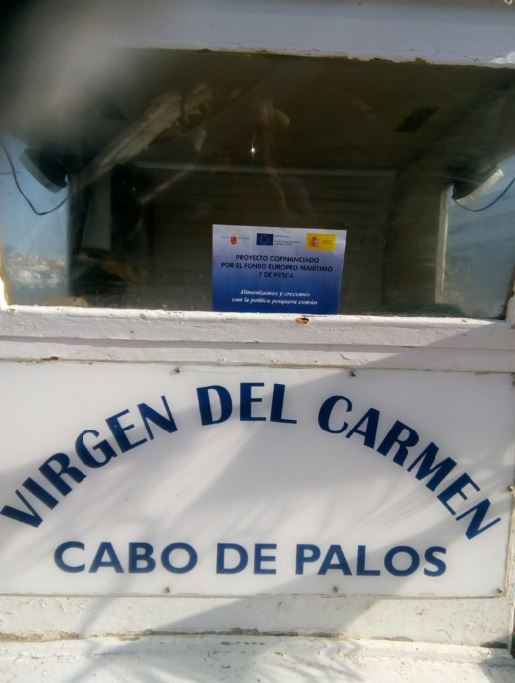 PROYECTO COFINANCIADO
POR EL FONDO EUROPEO MARÍTIMO
Y DE PESCA
Dinamizamos y crecemos
con la política pesquera común
VIRGEN DEL CARMEN
CABO DE PALOS